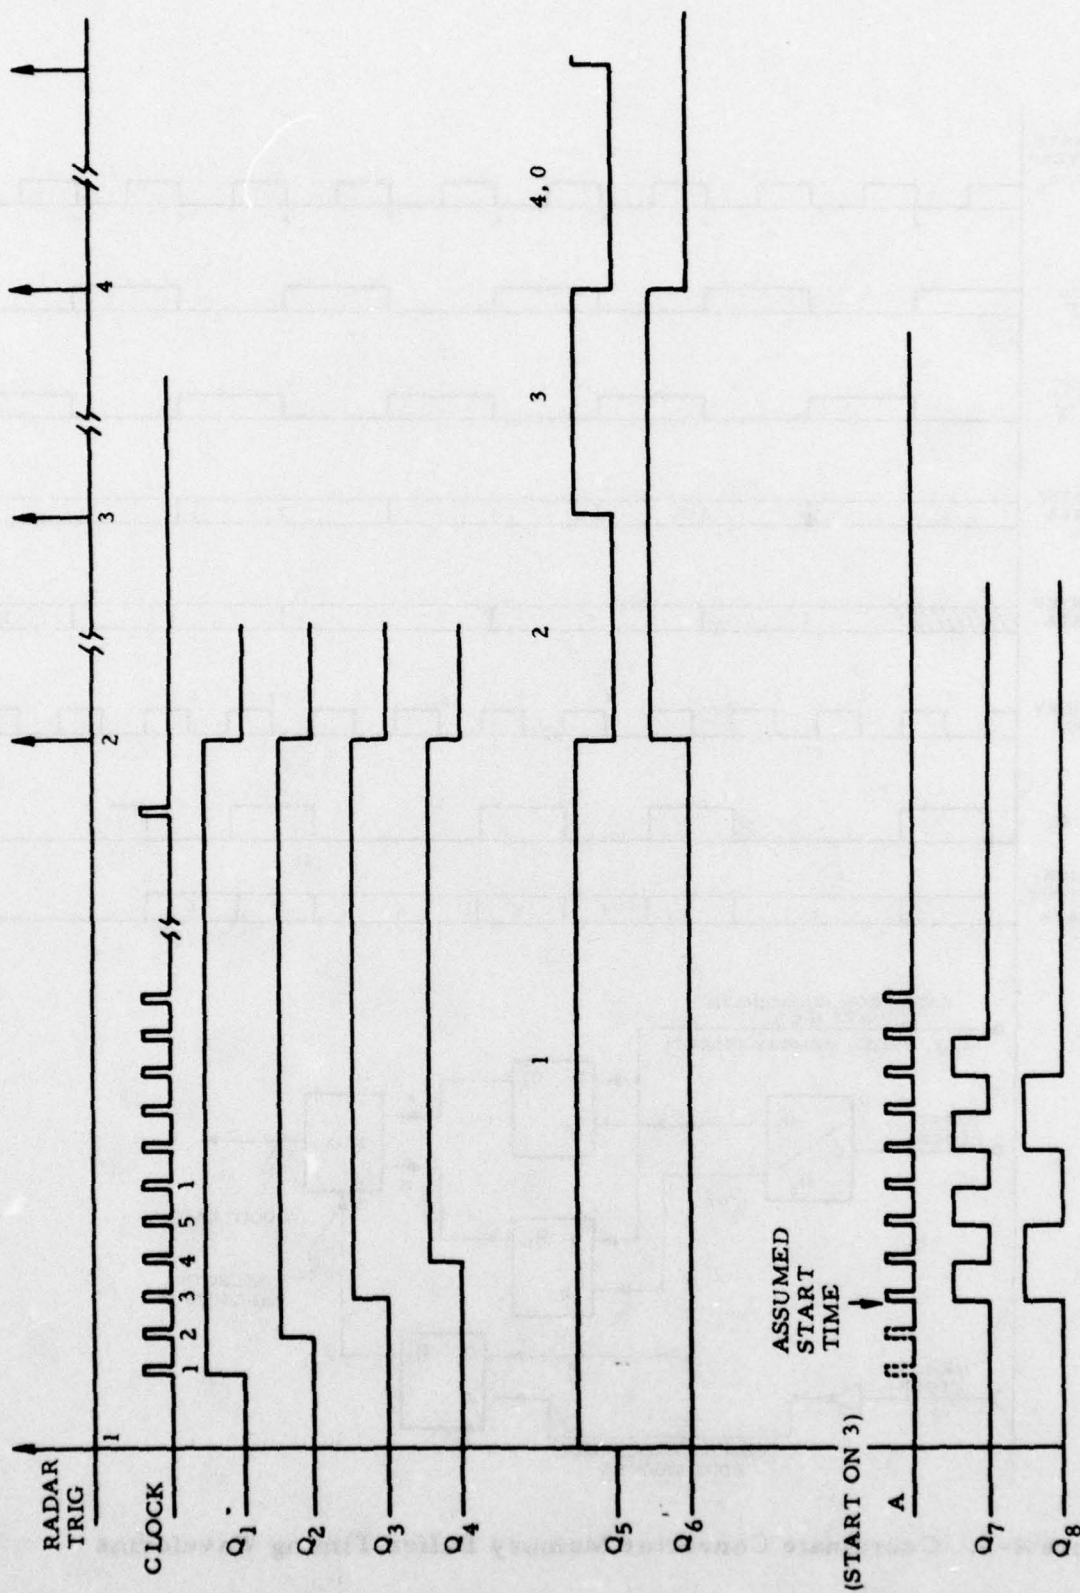 RADAR
TRIG
1
2
3
4
CLOCK
1 2 3 4 5 1
Q1
Q2
Q3
Q4
1
2
3
4, 0
Q5
Q6
ASSUMED
START
TIME
(START ON 3)
A
Q7
Q8